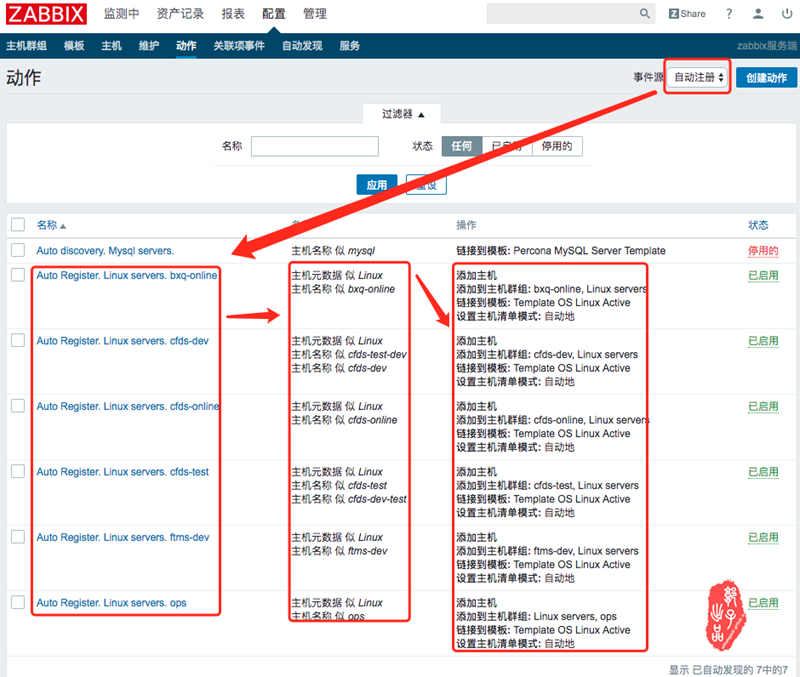 ZABBIX 监测中 资产记录 报表 配置 管理 Share ?
主机群组 模板 主机 维护 动作 关联项事件 自动发现 服务 zabbix服务端
动作 事件源 自动注册 创建动作
过滤器 ▲
名称 状态 任何 已启用 停用的
应用 重设
名称 ▲ 操作 状态
Auto discovery. Mysql servers. 主机名称 似 mysql 链接到模板: Percona MySQL Server Template 停用的
Auto Register. Linux servers. bxq-online 主机元数据 似 Linux 添加主机 已启用
主机名称 似 bxq-online 添加到主机群组: bxq-online, Linux servers
链接到模板: Template OS Linux Active
设置主机清单模式: 自动地
Auto Register. Linux servers. cfds-dev 主机元数据 似 Linux 添加主机 已启用
主机名称 似 cfds-test-dev 添加到主机群组: cfds-dev, Linux servers
主机名称 似 cfds-dev 链接到模板: Template OS Linux Active
设置主机清单模式: 自动地
Auto Register. Linux servers. cfds-online 主机元数据 似 Linux 添加主机 已启用
主机名称 似 cfds-online 添加到主机群组: cfds-online, Linux servers
链接到模板: Template OS Linux Active
设置主机清单模式: 自动地
Auto Register. Linux servers. cfds-test 主机元数据 似 Linux 添加主机 已启用
主机名称 似 cfds-test 添加到主机群组: cfds-test, Linux servers
主机名称 似 cfds-dev-test 链接到模板: Template OS Linux Active
设置主机清单模式: 自动地
Auto Register. Linux servers. ftms-dev 主机元数据 似 Linux 添加主机 已启用
主机名称 似 ftms-dev 添加到主机群组: ftms-dev, Linux servers
链接到模板: Template OS Linux Active
设置主机清单模式: 自动地
Auto Register. Linux servers. ops 主机元数据 似 Linux 添加主机 已启用
主机名称 似 ops 添加到主机群组: Linux servers, ops
链接到模板: Template OS Linux Active
设置主机清单模式: 自动地
显示 已自动发现的 7中的7